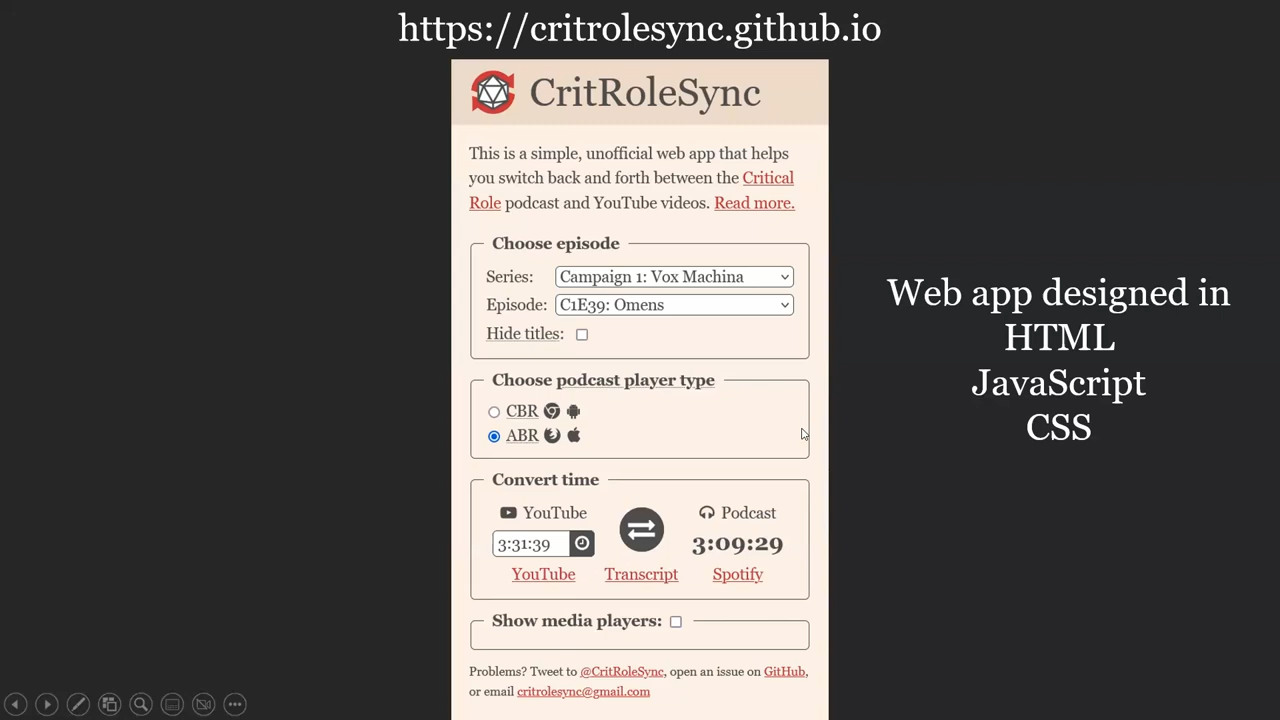 https://critrolesync.github.io
CritRoleSync
This is a simple, unofficial web app that helps
you switch back and forth between the Critical
Role podcast and YouTube videos. Read more.
Choose episode
Series: Campaign 1: Vox Machina
Episode: C1E39: Omens
Hide titles:
Choose podcast player type
CBR
ABR
Convert time
YouTube Podcast
3:31:39 3:09:29
YouTube Transcript Spotify
Show media players:
Problems? Tweet to @CritRoleSync, open an issue on GitHub,
or email critrolesync@gmail.com
Web app designed in
HTML
JavaScript
CSS